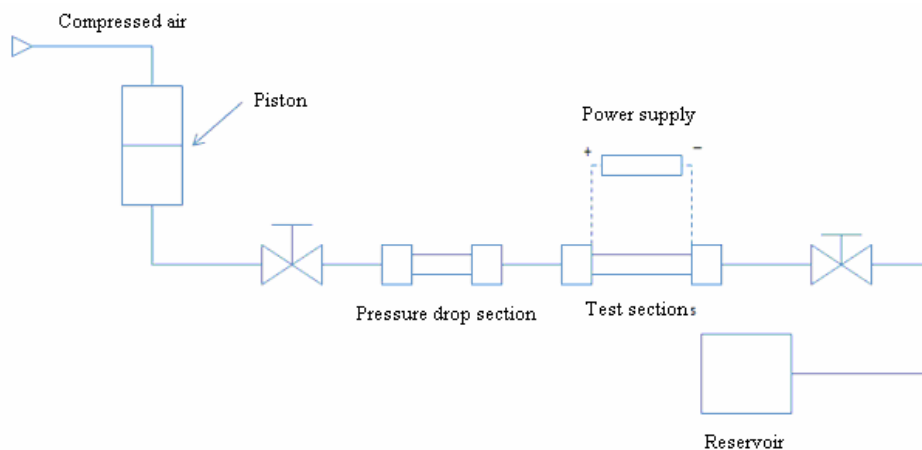 Compressed air
Piston
Power supply
+ −
Pressure drop section
Test sections
Reservoir